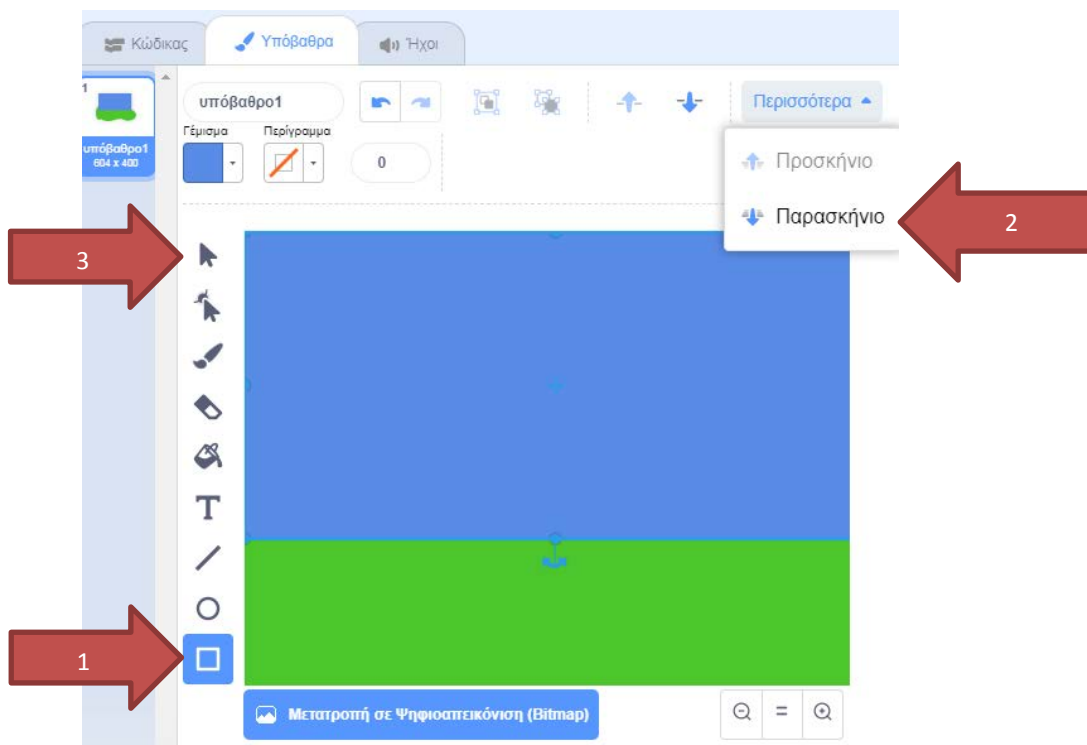 Κώδικας
Υπόβαθρα
Ήχοι
1
υπόβαθρο1
604 x 400
υπόβαθρο1
Περισσότερα
Γέμισμα
Περίγραμμα
0
Προσκήνιο
Παρασκήνιο
2
3
T
1
Μετατροπή σε Ψηφιοαπεικόνιση (Bitmap)
=